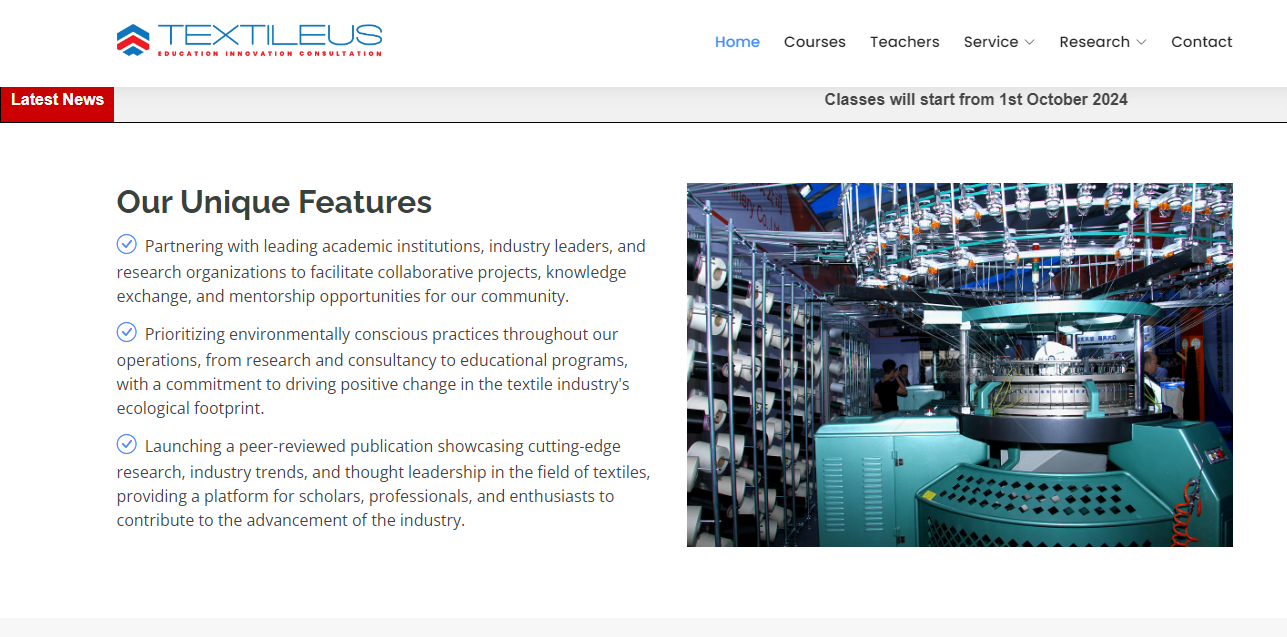 TEXTILEUS
EDUCATION INNOVATION CONSULTATION
Home Courses Teachers Service Research Contact
Latest News
Classes will start from 1st October 2024
Our Unique Features
Partnering with leading academic institutions, industry leaders, and
research organizations to facilitate collaborative projects, knowledge
exchange, and mentorship opportunities for our community.
Prioritizing environmentally conscious practices throughout our
operations, from research and consultancy to educational programs,
with a commitment to driving positive change in the textile industry's
ecological footprint.
Launching a peer-reviewed publication showcasing cutting-edge
research, industry trends, and thought leadership in the field of textiles,
providing a platform for scholars, professionals, and enthusiasts to
contribute to the advancement of the industry.